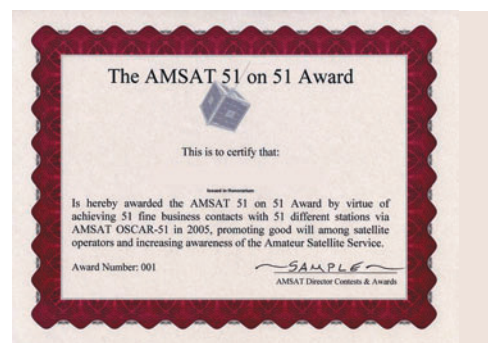 The AMSAT 51 on 51 Award
This is to certify that:
Issued in Honorarium
Is hereby awarded the AMSAT 51 on 51 Award by virtue of
achieving 51 fine business contacts with 51 different stations via
AMSAT OSCAR-51 in 2005, promoting good will among satellite
operators and increasing awareness of the Amateur Satellite Service.
Award Number: 001
SAMPLE
AMSAT Director Contests & Awards